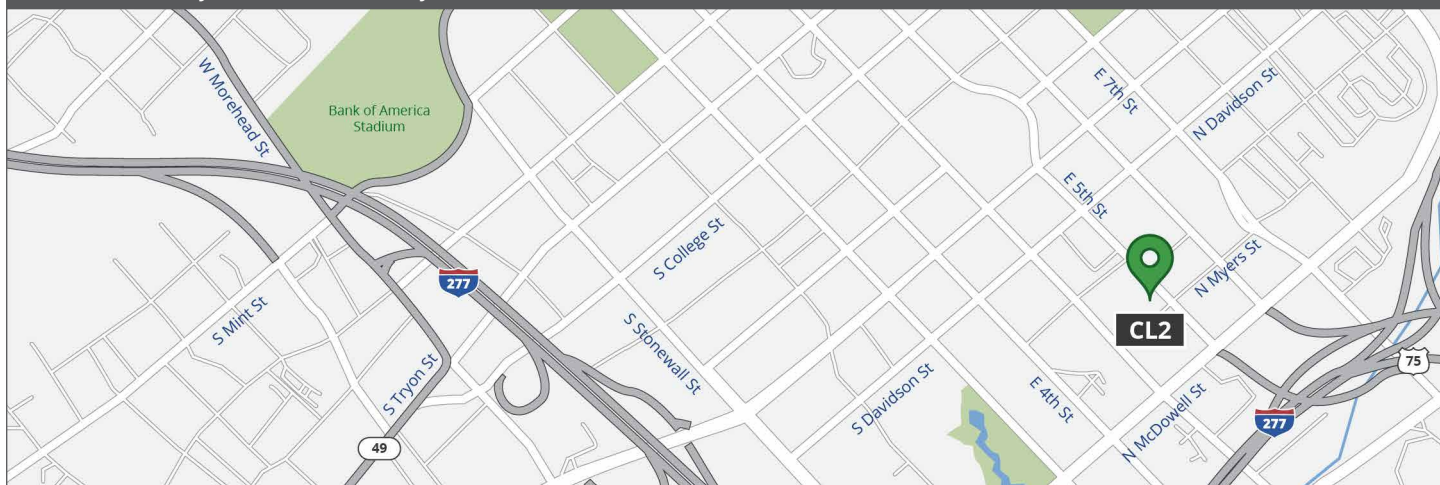 W Morehead St
Bank of America
Stadium
E 7th St
N Davidson St
E 5th St
S College St
N Myers St
277
S Mint St
S Stonewall St
CL2
S Tryon St
75
S Davidson St
E 4th St
N McDowell St
277
49